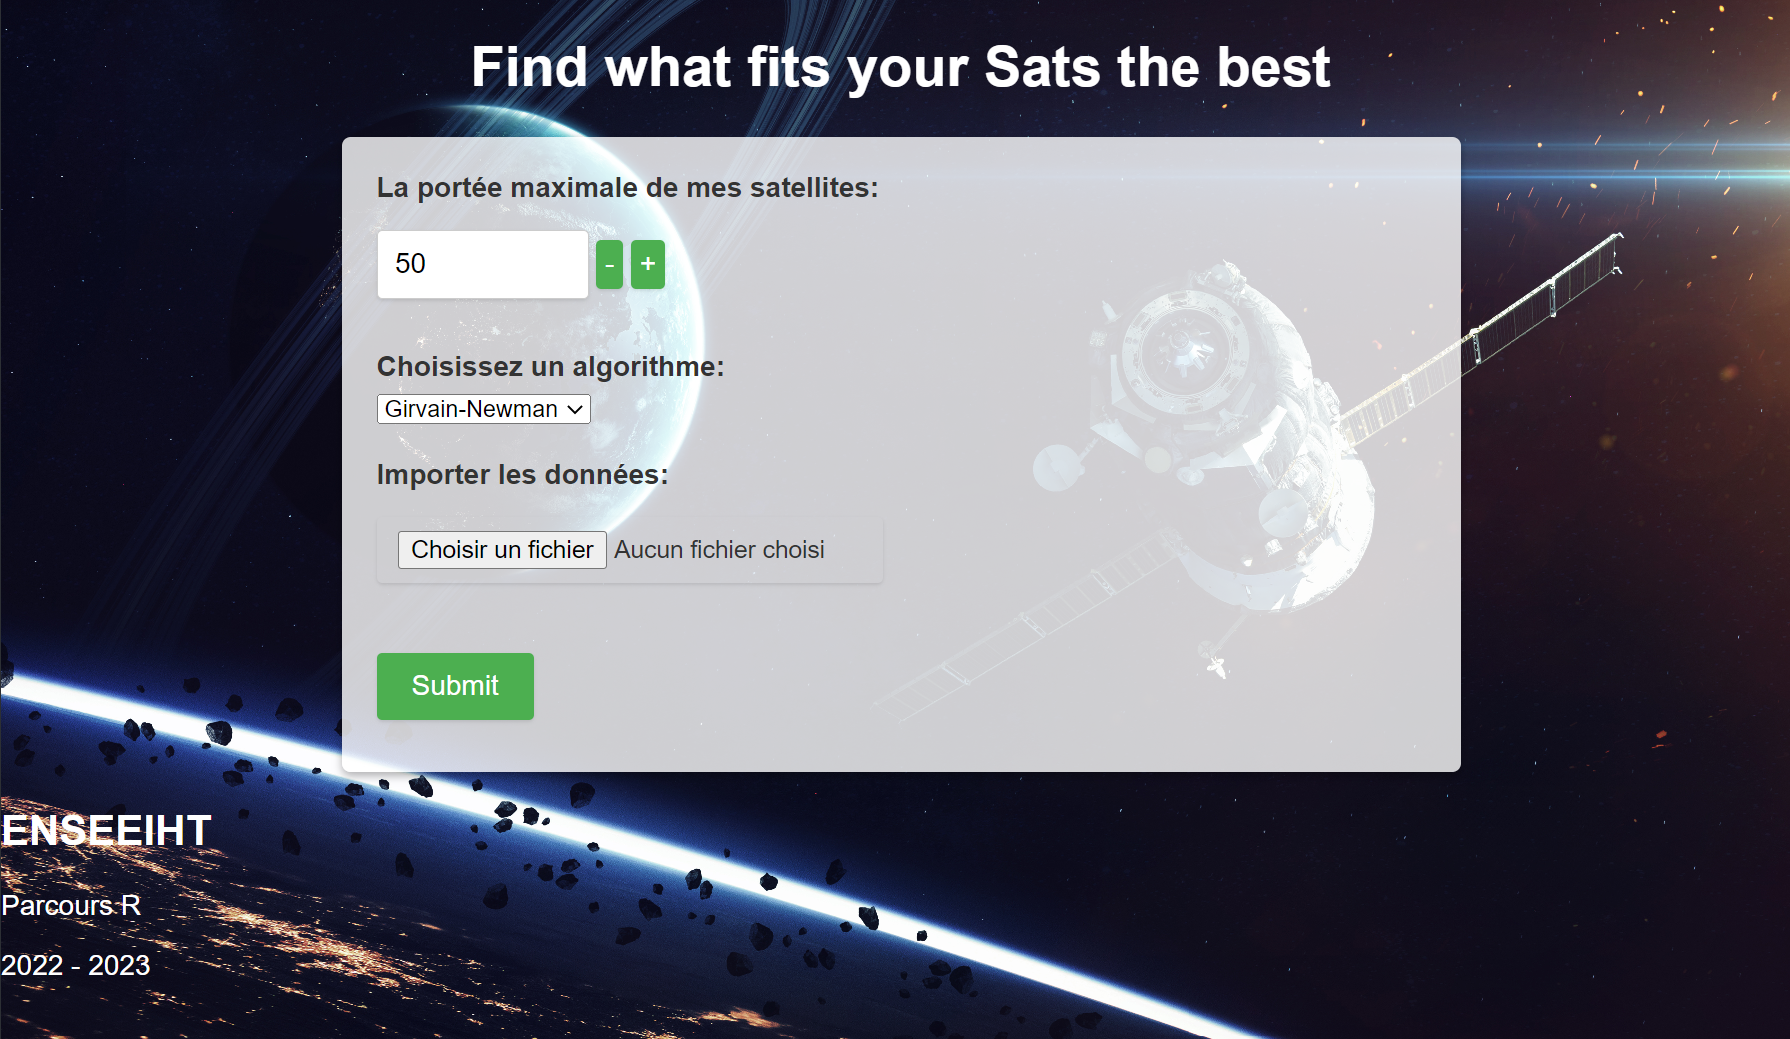 Find what fits your Sats the best
La portée maximale de mes satellites:
50 - +
Choisissez un algorithme:
Girvain-Newman
Importer les données:
Choisir un fichier Aucun fichier choisi
Submit
ENSEEIHT
Parcours R
2022 - 2023